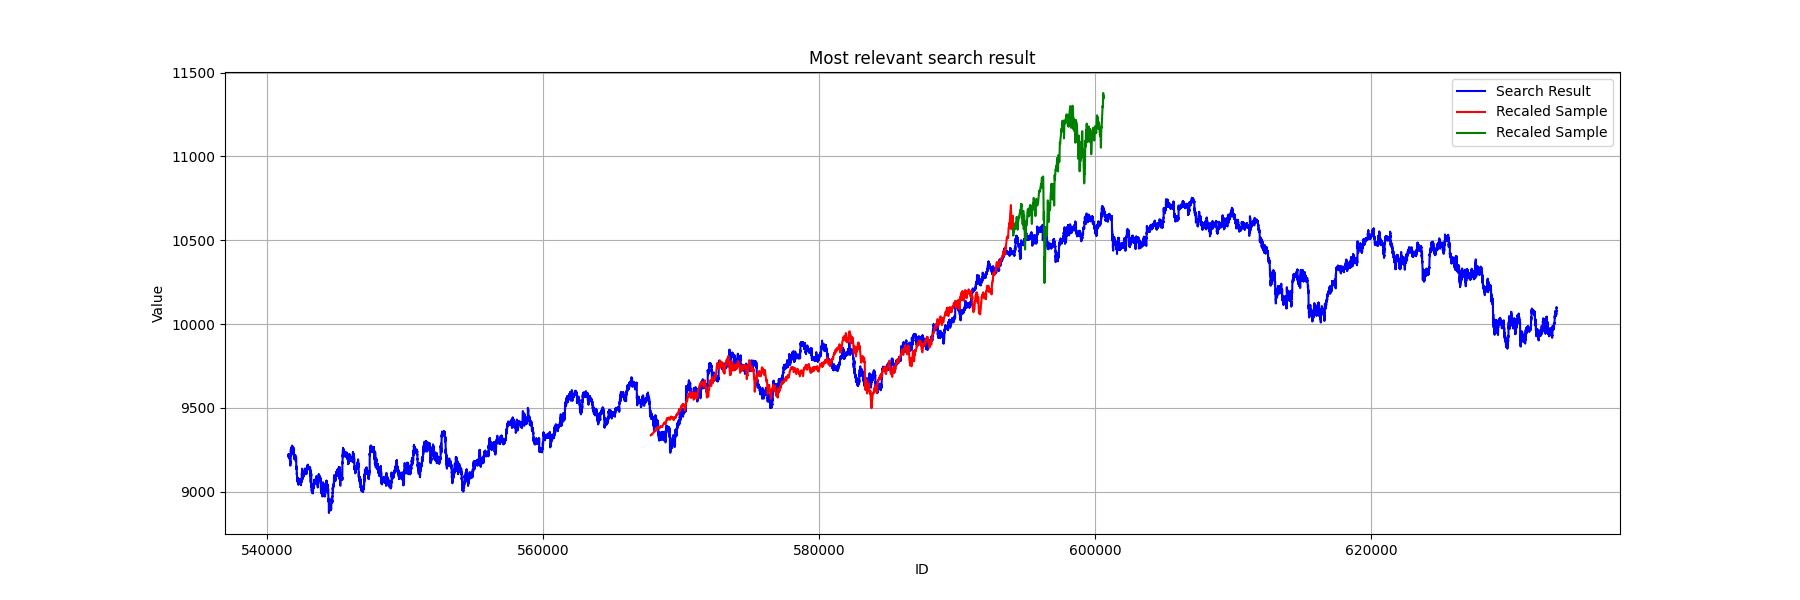 Most relevant search result
11500
11000
10500
10000
9500
9000
Value
540000
560000
580000
600000
620000
ID
Search Result
Recaled Sample
Recaled Sample